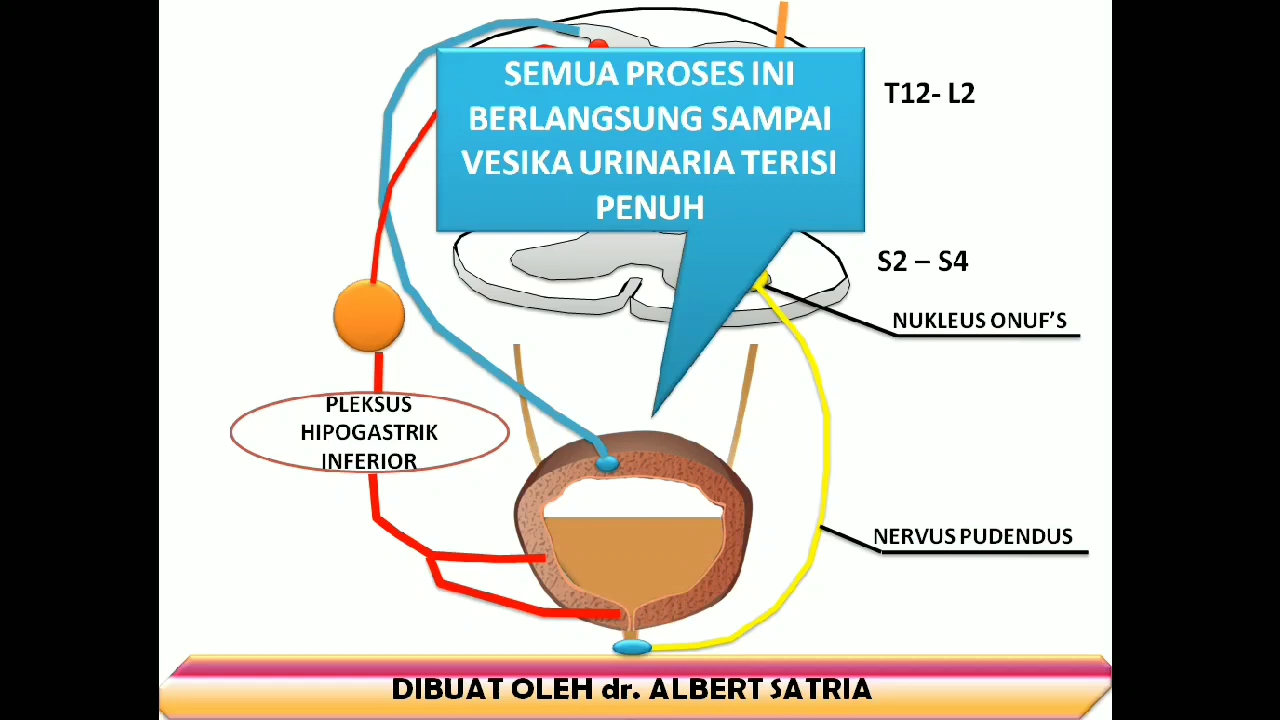 SEMUA PROSES INI
BERLANGSUNG SAMPAI
VESIKA URINARIA TERISI
PENUH
T12- L2
S2 – S4
NUKLEUS ONUF’S
PLEKSUS
HIPOGASTRIK
INFERIOR
NERVUS PUDENDUS
DIBUAT OLEH dr. ALBERT SATRIA